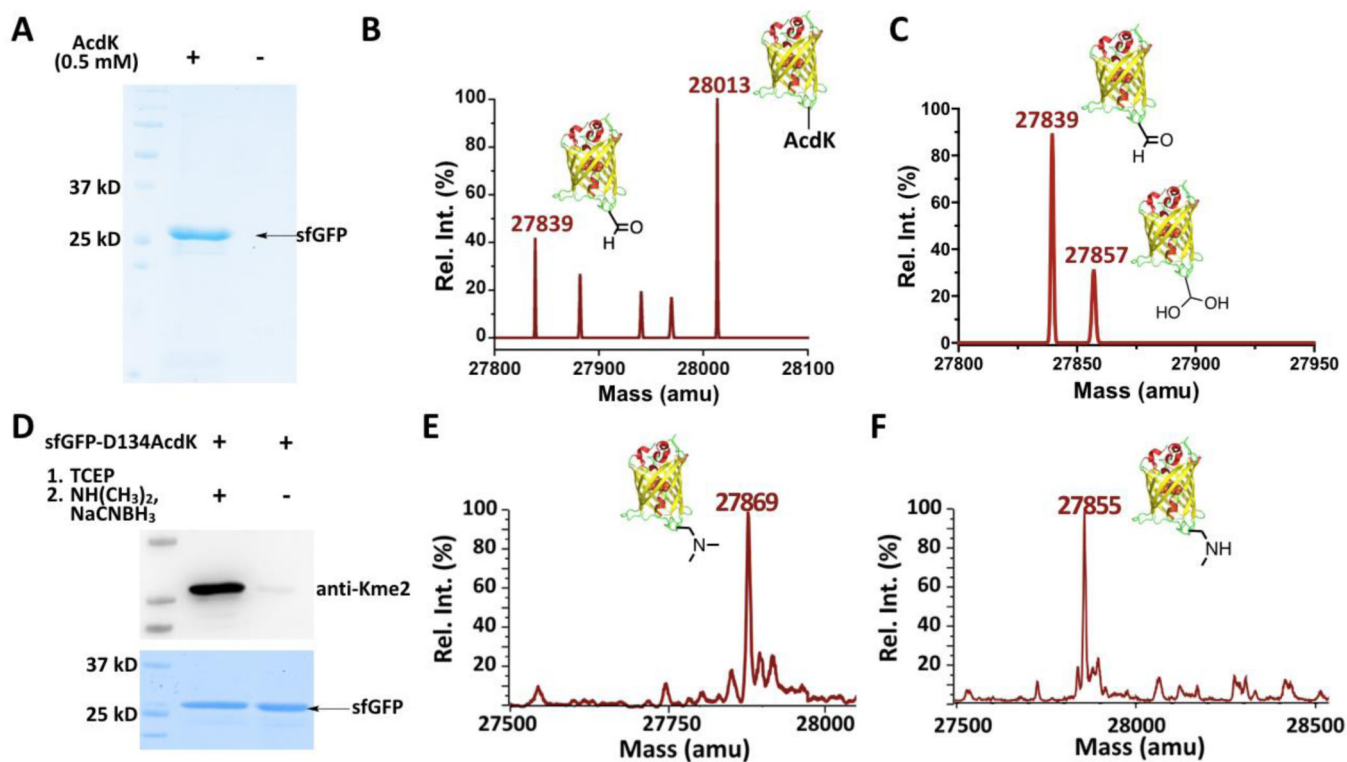 A
AcdK
(0.5 mM)
+
-
37 kD
25 kD
sfGFP
B
Rel. Int. (%)
100
80
60
40
20
0
27839
H
O
28013
AcdK
27800
27900
28000
28100
Mass (amu)
C
Rel. Int. (%)
100
80
60
40
20
0
27839
H
O
27857
HO
OH
27800
27850
27900
27950
Mass (amu)
D
sfGFP-D134AcdK + +
1. TCEP
2. NH(CH₃)₂,
NaCNBH₃
+
-
anti-Kme2
37 kD
25 kD
sfGFP
E
Rel. Int. (%)
100
80
60
40
20
27869
N
27500
27750
28000
Mass (amu)
F
Rel. Int. (%)
100
80
60
40
20
27855
NH
27500
28000
28500
Mass (amu)